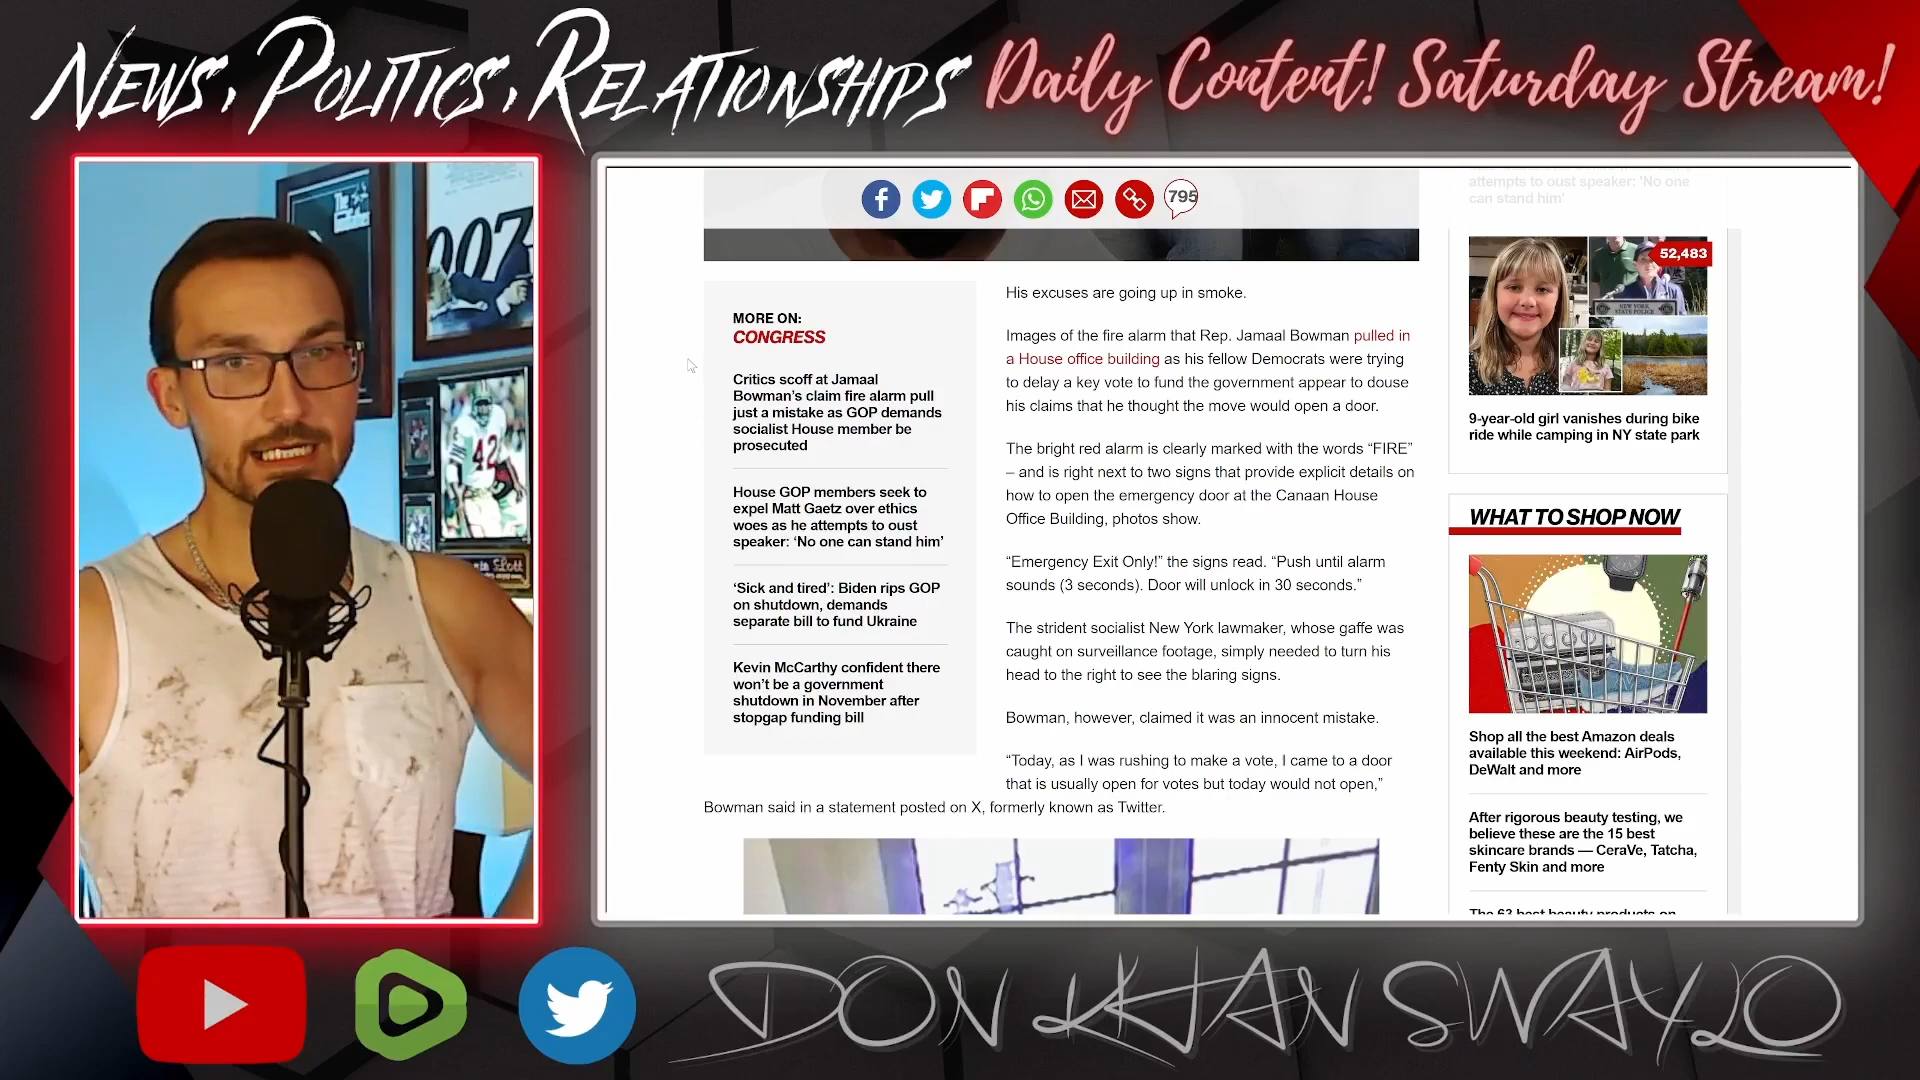 NEWS, POLITICS, RELATIONSHIPS
Daily Content! Saturday Stream!
007
42
795
attempts to oust speaker: 'No one
can stand him'
52,483
NEW YORK
STATE POLICE
9-year-old girl vanishes during bike
ride while camping in NY state park
MORE ON:
CONGRESS
Critics scoff at Jamaal
Bowman's claim fire alarm pull
just a mistake as GOP demands
socialist House member be
prosecuted
House GOP members seek to
expel Matt Gaetz over ethics
woes as he attempts to oust
speaker: ‘No one can stand him’
‘Sick and tired’: Biden rips GOP
on shutdown, demands
separate bill to fund Ukraine
Kevin McCarthy confident there
won’t be a government
shutdown in November after
stopgap funding bill
His excuses are going up in smoke.
Images of the fire alarm that Rep. Jamaal Bowman pulled in
a House office building as his fellow Democrats were trying
to delay a key vote to fund the government appear to douse
his claims that he thought the move would open a door.
The bright red alarm is clearly marked with the words “FIRE”
– and is right next to two signs that provide explicit details on
how to open the emergency door at the Canaan House
Office Building, photos show.
“Emergency Exit Only!” the signs read. “Push until alarm
sounds (3 seconds). Door will unlock in 30 seconds.”
The strident socialist New York lawmaker, whose gaffe was
caught on surveillance footage, simply needed to turn his
head to the right to see the blaring signs.
Bowman, however, claimed it was an innocent mistake.
“Today, as I was rushing to make a vote, I came to a door
that is usually open for votes but today would not open,”
Bowman said in a statement posted on X, formerly known as Twitter.
WHAT TO SHOP NOW
Shop all the best Amazon deals
available this weekend: AirPods,
DeWalt and more
After rigorous beauty testing, we
believe these are the 15 best
skincare brands — CeraVe, Tatcha,
Fenty Skin and more
The 63 best beauty products on
DON KHAN SWAYLO